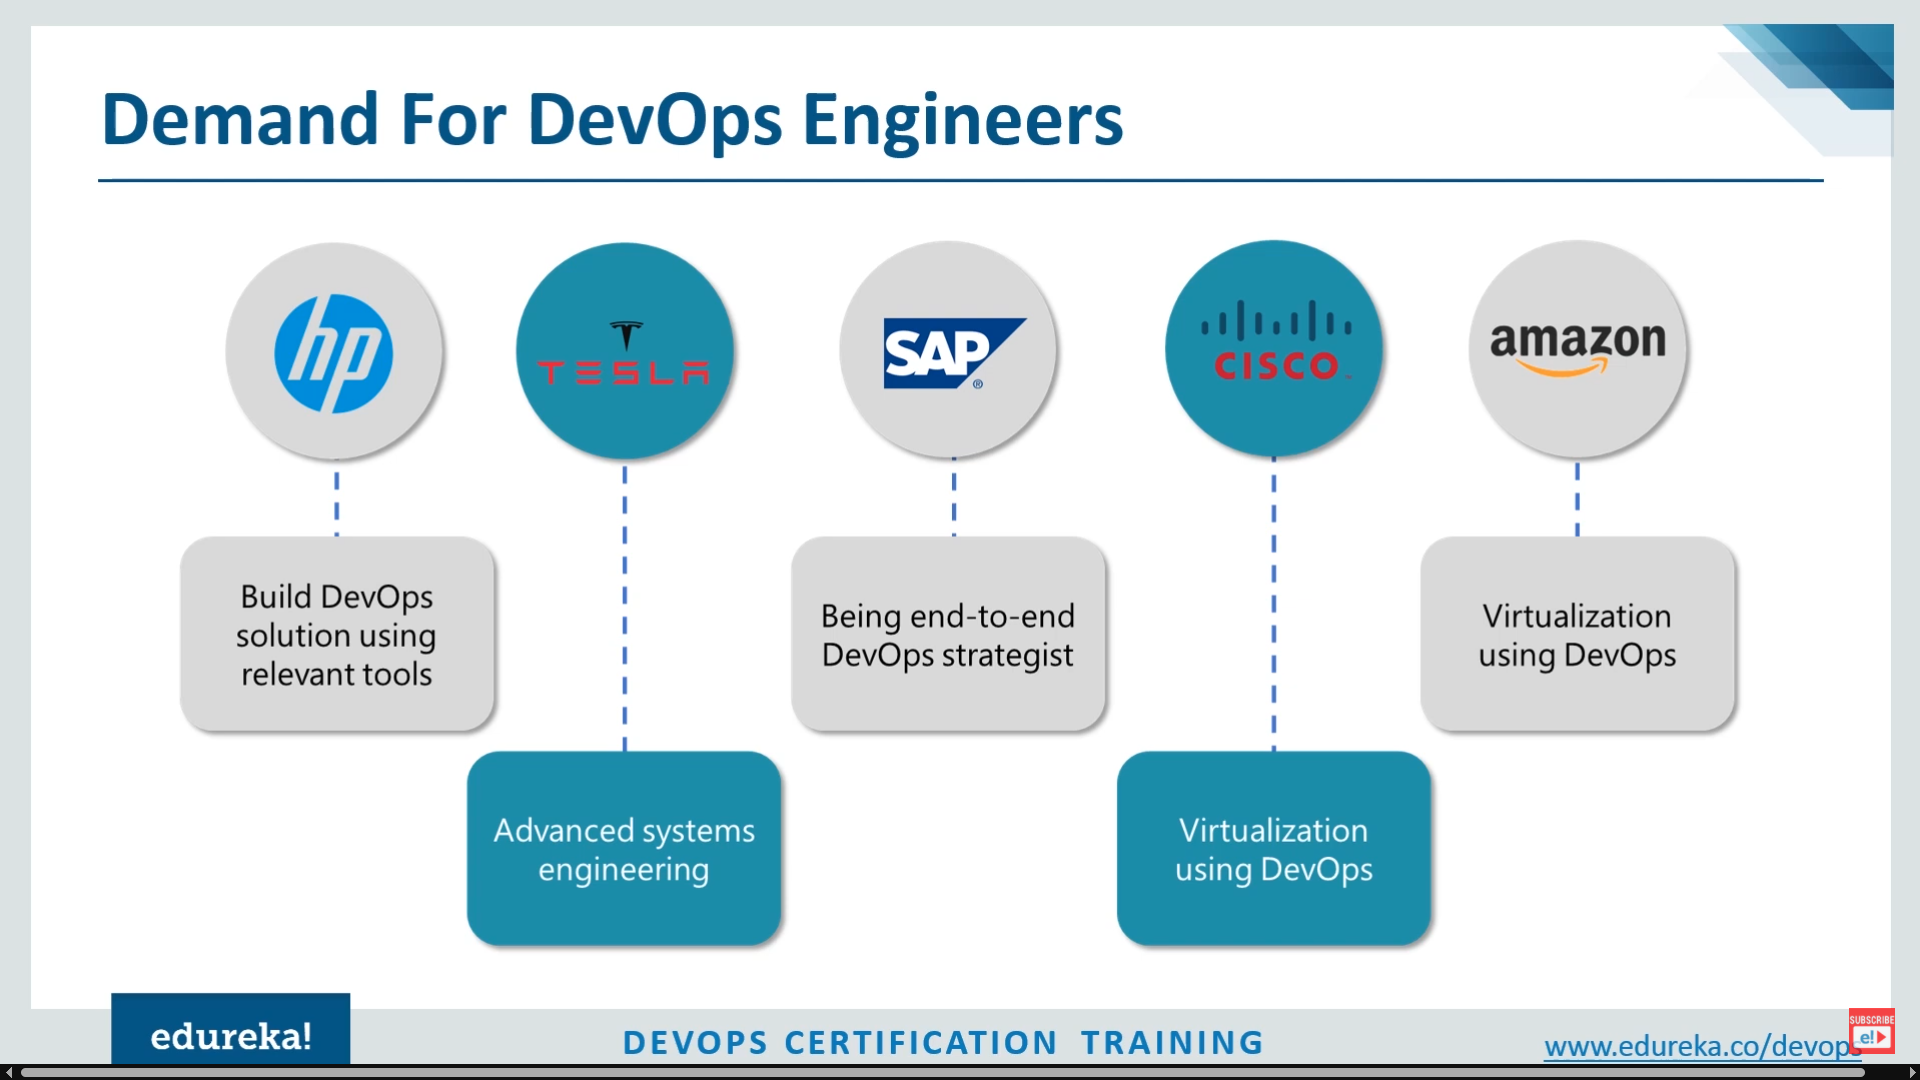 Demand For DevOps Engineers
hp
TESLA
SAP
®
CISCO
amazon
Build DevOps
solution using
relevant tools
Being end-to-end
DevOps strategist
Virtualization
using DevOps
Advanced systems
engineering
Virtualization
using DevOps
edureka!
DEVOPS CERTIFICATION TRAINING
www.edureka.co/devops
SUBSCRIBE
e!